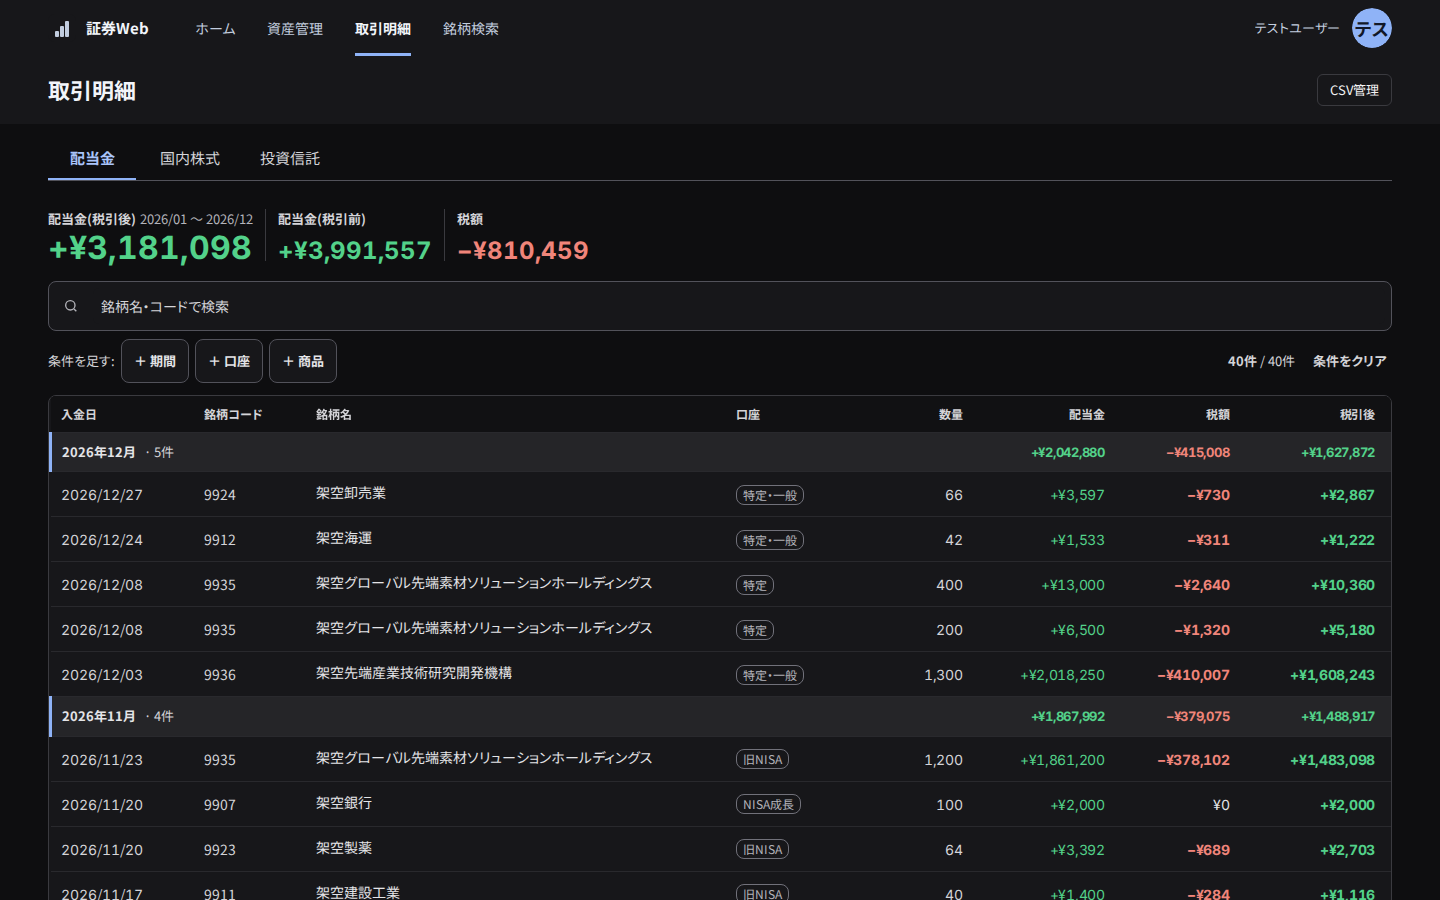 証券Web ホーム 資産管理 取引明細 銘柄検索 テストユーザー テス
取引明細 CSV管理
配当金 国内株式 投資信託
配当金(税引後) 2026/01 〜 2026/12 配当金(税引前) 税額
+¥3,181,098 +¥3,991,557 −¥810,459
銘柄名・コードで検索
条件を足す: + 期間 + 口座 + 商品 40件 / 40件 条件をクリア
入金日 銘柄コード 銘柄名 口座 数量 配当金 税額 税引後
2026年12月 · 5件 +¥2,042,880 −¥415,008 +¥1,627,872
2026/12/27 9924 架空卸売業 特定・一般 66 +¥3,597 −¥730 +¥2,867
2026/12/24 9912 架空海運 特定・一般 42 +¥1,533 −¥311 +¥1,222
2026/12/08 9935 架空グローバル先端素材ソリューションホールディングス 特定 400 +¥13,000 −¥2,640 +¥10,360
2026/12/08 9935 架空グローバル先端素材ソリューションホールディングス 特定 200 +¥6,500 −¥1,320 +¥5,180
2026/12/03 9936 架空先端産業技術研究開発機構 特定・一般 1,300 +¥2,018,250 −¥410,007 +¥1,608,243
2026年11月 · 4件 +¥1,867,992 −¥379,075 +¥1,488,917
2026/11/23 9935 架空グローバル先端素材ソリューションホールディングス 旧NISA 1,200 +¥1,861,200 −¥378,102 +¥1,483,098
2026/11/20 9907 架空銀行 NISA成長 100 +¥2,000 ¥0 +¥2,000
2026/11/20 9923 架空製薬 旧NISA 64 +¥3,392 −¥689 +¥2,703
2026/11/17 9911 架空建設工業 旧NISA 40 +¥1,400 −¥284 +¥1,116